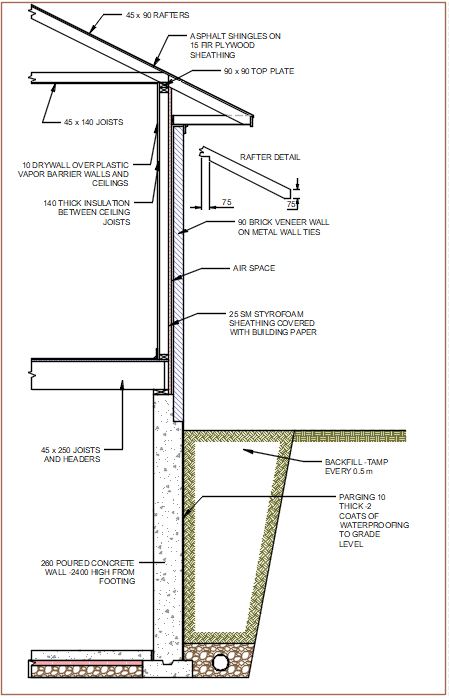 45 x 90 RAFTERS
ASPHALT SHINGLES ON
15 FIR PLYWOOD
SHEATHING
90 x 90 TOP PLATE
45 x 140 JOISTS
RAFTER DETAIL
10 DRYWALL OVER PLASTIC
VAPOR BARRIER WALLS AND
CEILINGS
140 THICK INSULATION
BETWEEN CEILING
JOISTS
75
75
90 BRICK VENEER WALL
ON METAL WALL TIES
AIR SPACE
25 SM STYROFOAM
SHEATHING COVERED
WITH BUILDING PAPER
45 x 250 JOISTS
AND HEADERS
BACKFILL -TAMP
EVERY 0.5 m
PARGING 10
THICK -2
COATS OF
WATERPROOFING
TO GRADE
LEVEL
260 POURED CONCRETE
WALL -2400 HIGH FROM
FOOTING